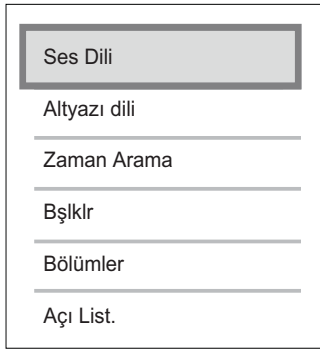 Ses Dili
Altyazı dili
Zaman Arama
Bşlklr
Bölümler
Açı List.